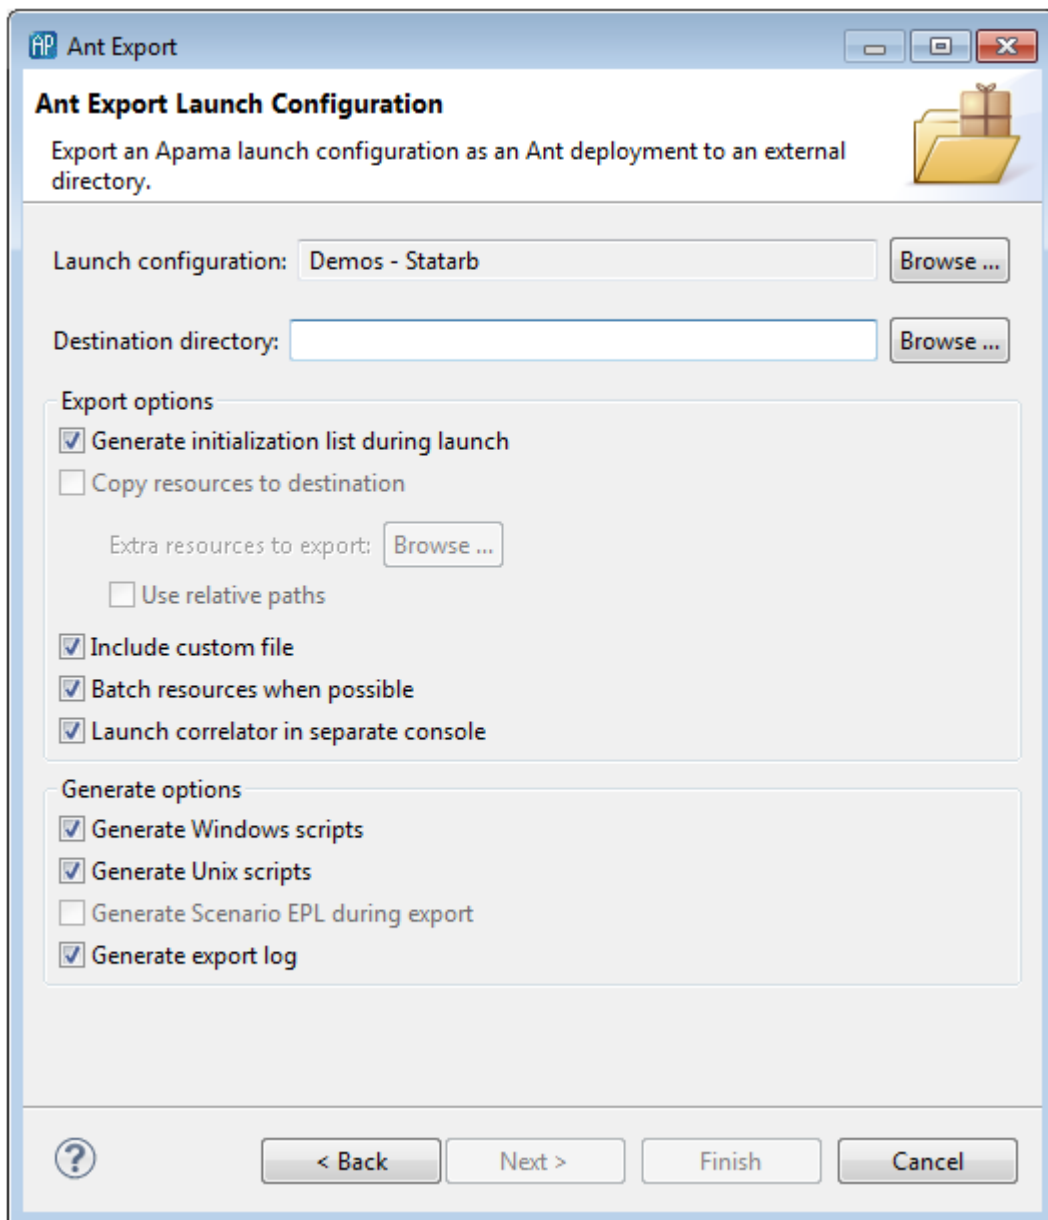 AP Ant Export
Ant Export Launch Configuration
Export an Apama launch configuration as an Ant deployment to an external
directory.
Launch configuration: Demos - Statarb Browse ...
Destination directory: Browse ...
Export options
Generate initialization list during launch
Copy resources to destination
Extra resources to export: Browse ...
Use relative paths
Include custom file
Batch resources when possible
Launch correlator in separate console
Generate options
Generate Windows scripts
Generate Unix scripts
Generate Scenario EPL during export
Generate export log
? < Back Next > Finish Cancel